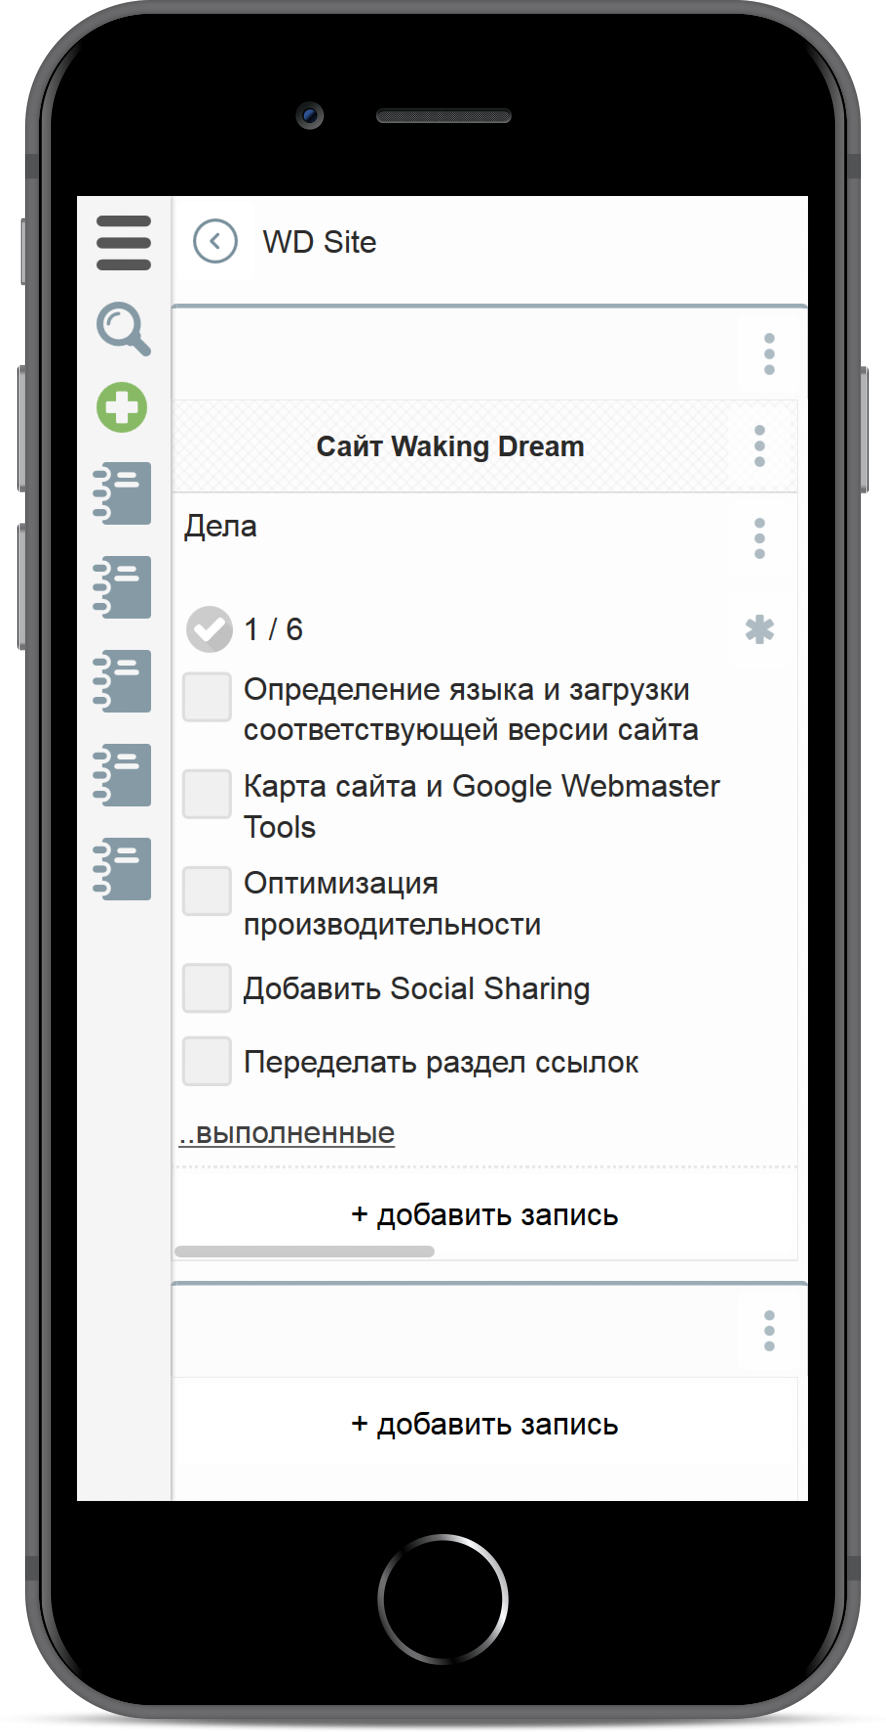 WD Site
Сайт Waking Dream
Дела
1 / 6
Определение языка и загрузки
соответствующей версии сайта
Карта сайта и Google Webmaster
Tools
Оптимизация
производительности
Добавить Social Sharing
Переделать раздел ссылок
..выполненные
+ добавить запись
+ добавить запись